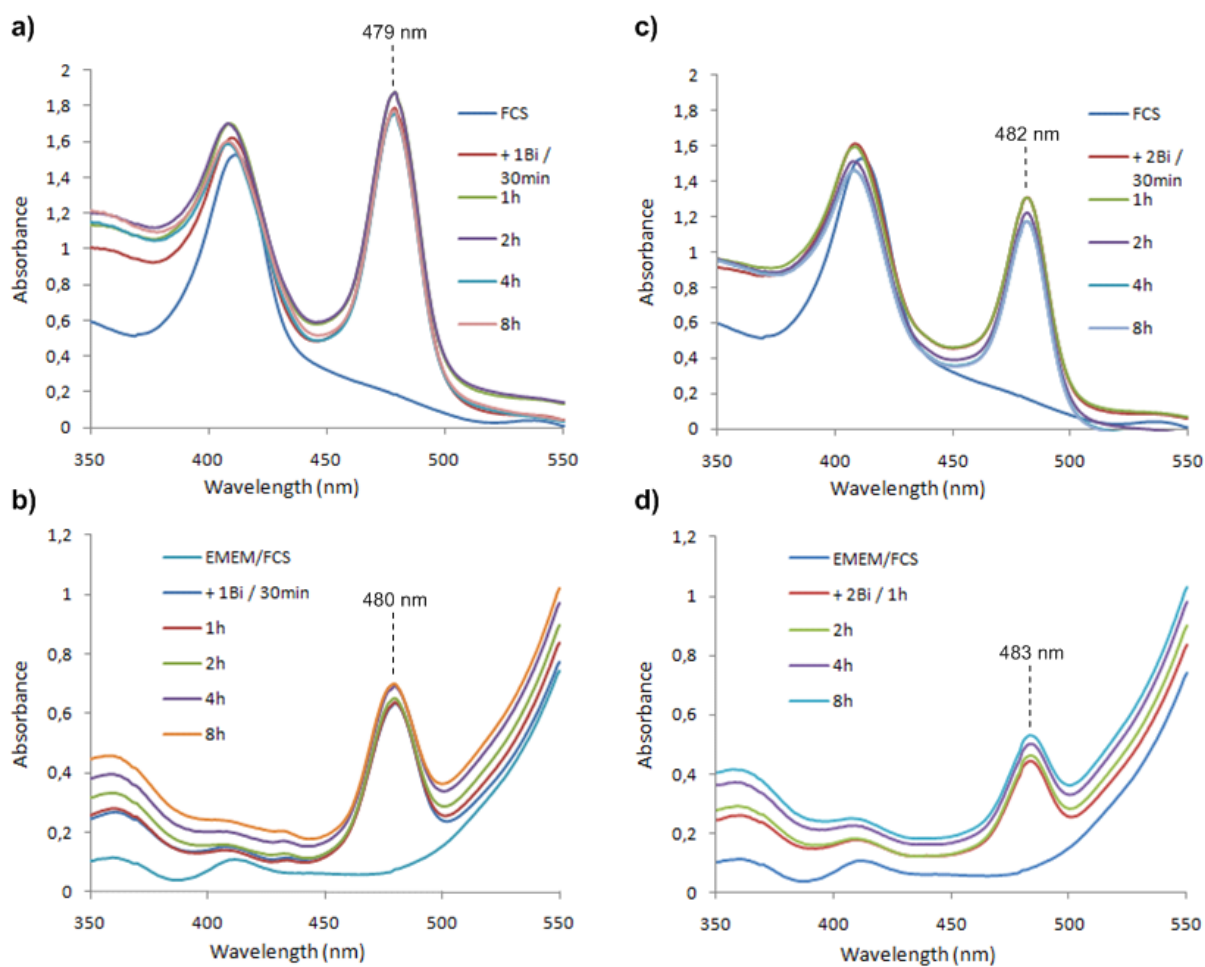 a)
479 nm
2
1,8
1,6
1,4
1,2
1
0,8
0,6
0,4
0,2
0
Absorbance
350
400
450
500
550
Wavelength (nm)
FCS
+ 1Bi /
30min
1h
2h
4h
8h
c)
482 nm
2
1,8
1,6
1,4
1,2
1
0,8
0,6
0,4
0,2
0
Absorbance
350
400
450
500
550
Wavelength (nm)
FCS
+ 2Bi /
30min
1h
2h
4h
8h
b)
480 nm
1,2
1
0,8
0,6
0,4
0,2
0
Absorbance
350
400
450
500
550
Wavelength (nm)
EMEM/FCS
+ 1Bi / 30min
1h
2h
4h
8h
d)
483 nm
1,2
1
0,8
0,6
0,4
0,2
0
Absorbance
350
400
450
500
550
Wavelength (nm)
EMEM/FCS
+ 2Bi / 1h
2h
4h
8h